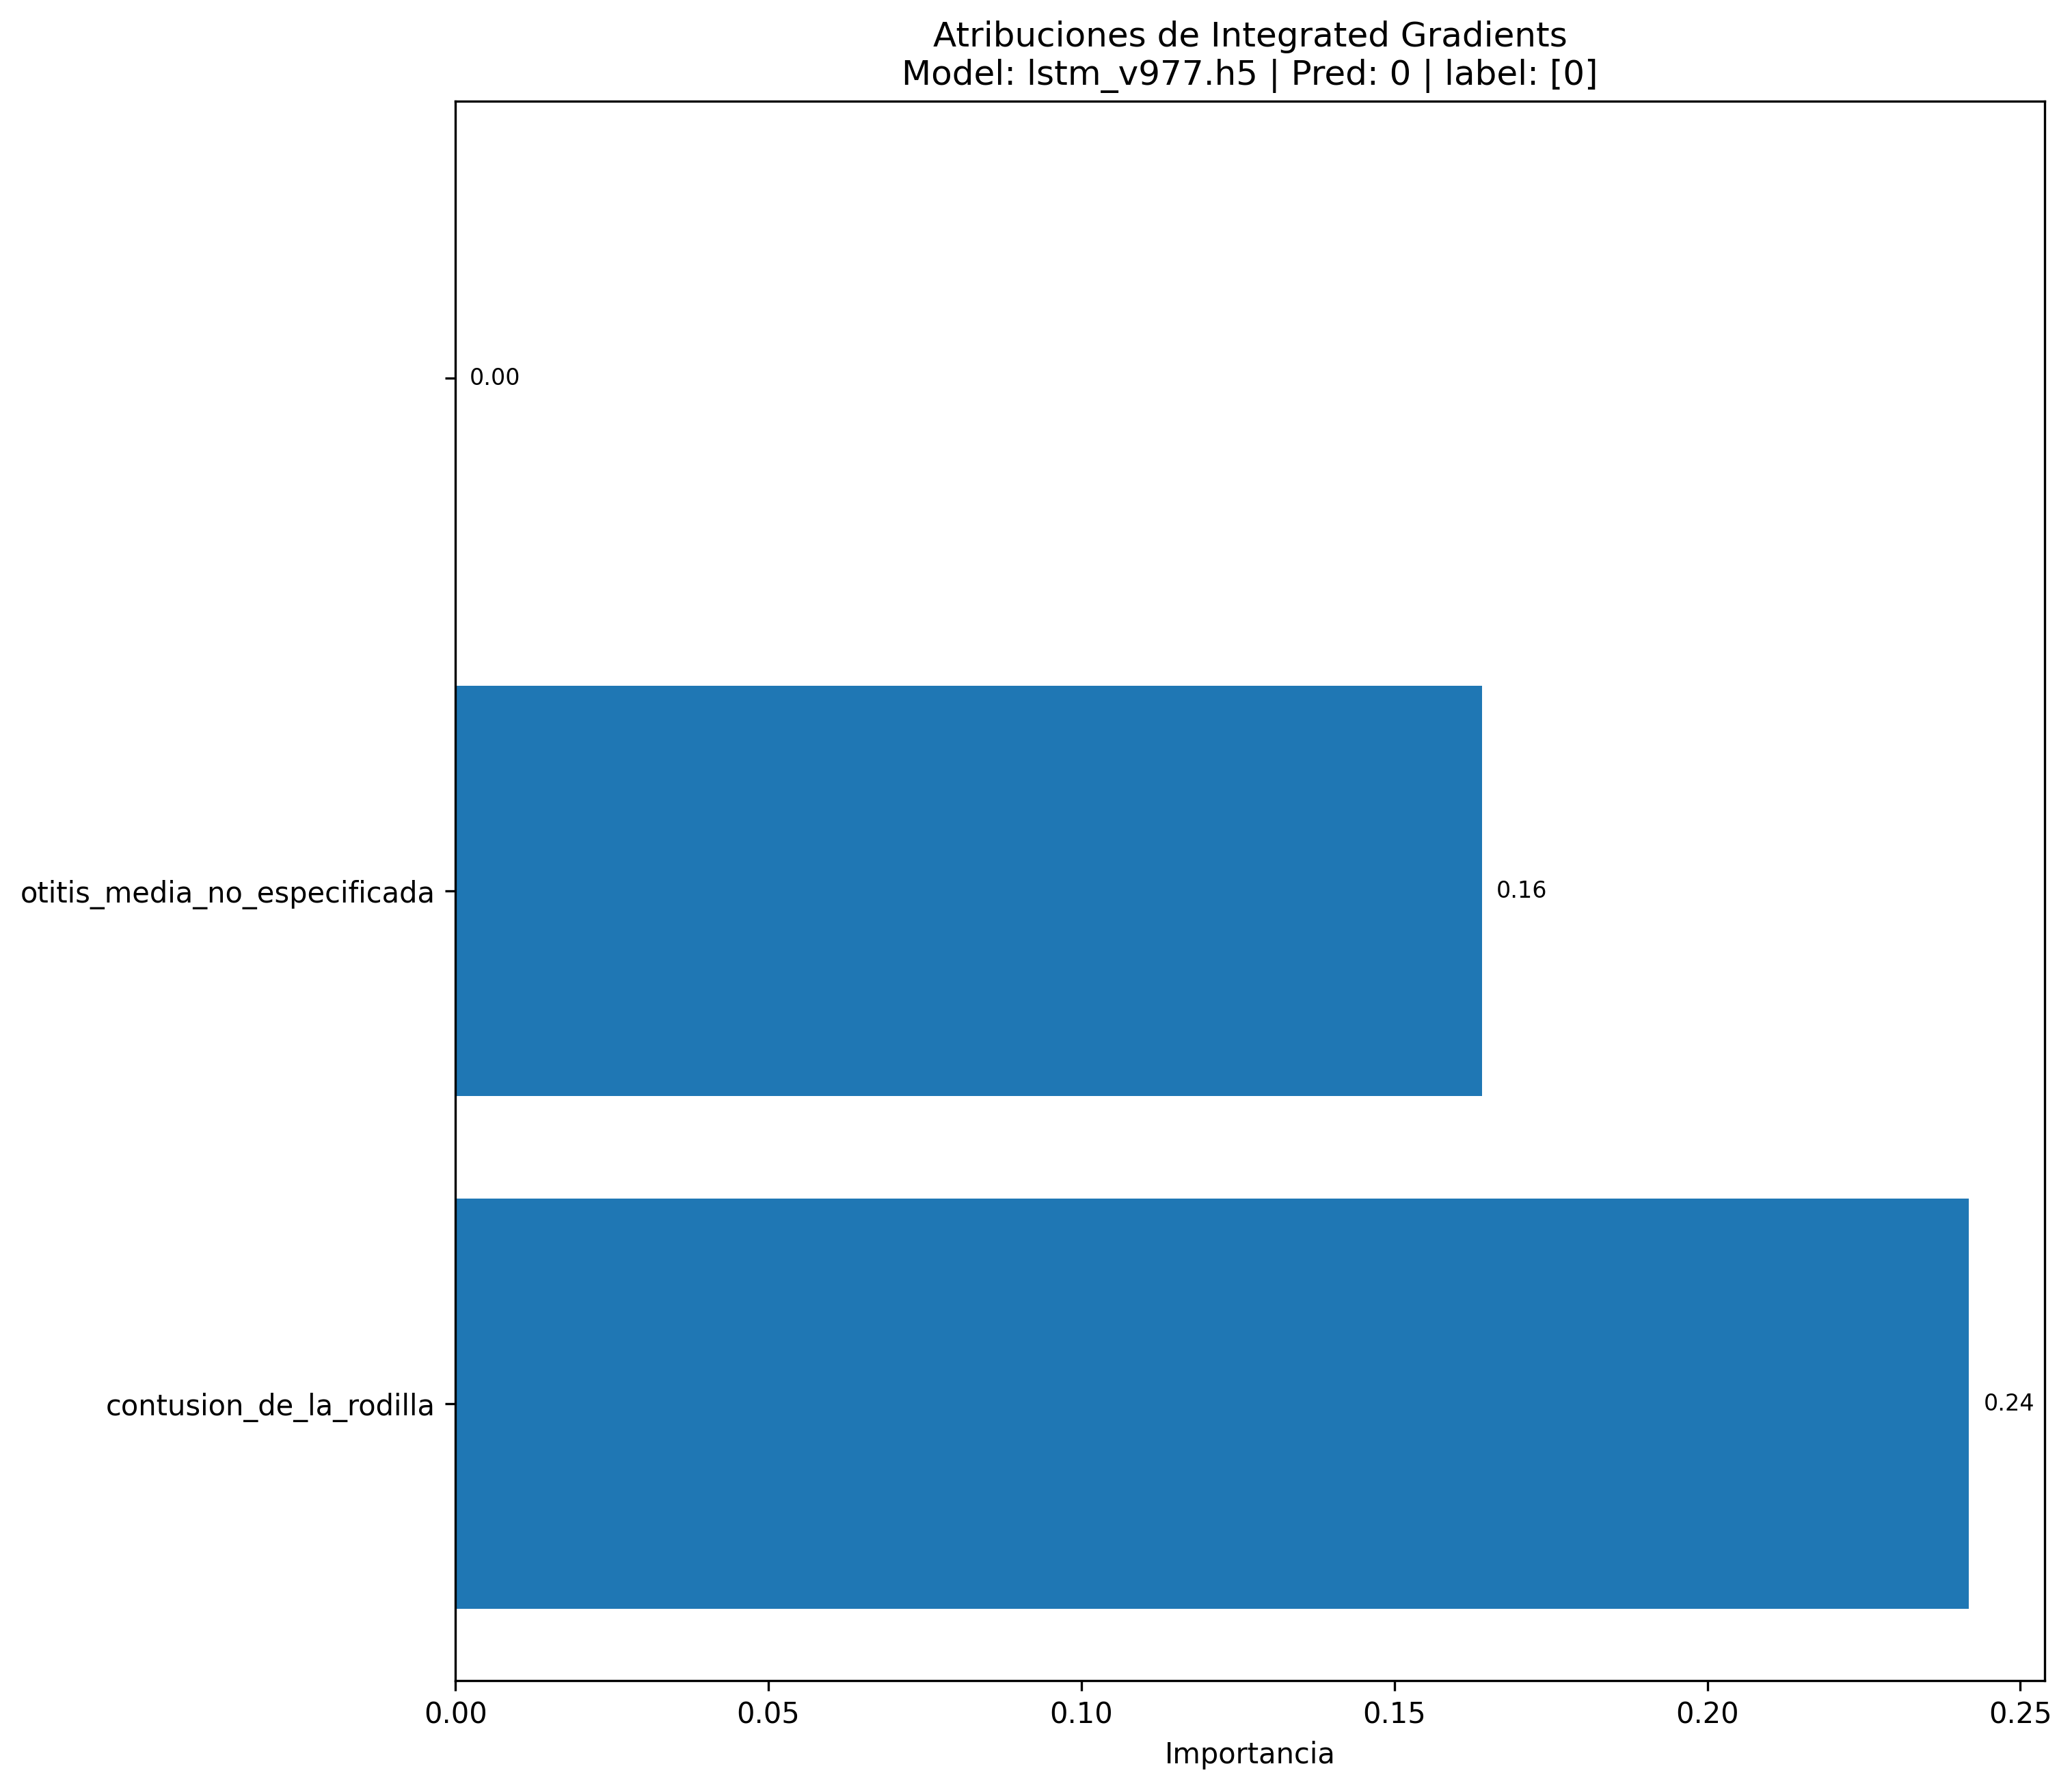 Atribuciones de Integrated Gradients
Model: lstm_v977.h5 | Pred: 0 | label: [0]
0.00
otitis_media_no_especificada
0.16
contusion_de_la_rodilla
0.24
0.00 0.05 0.10 0.15 0.20 0.25
Importancia